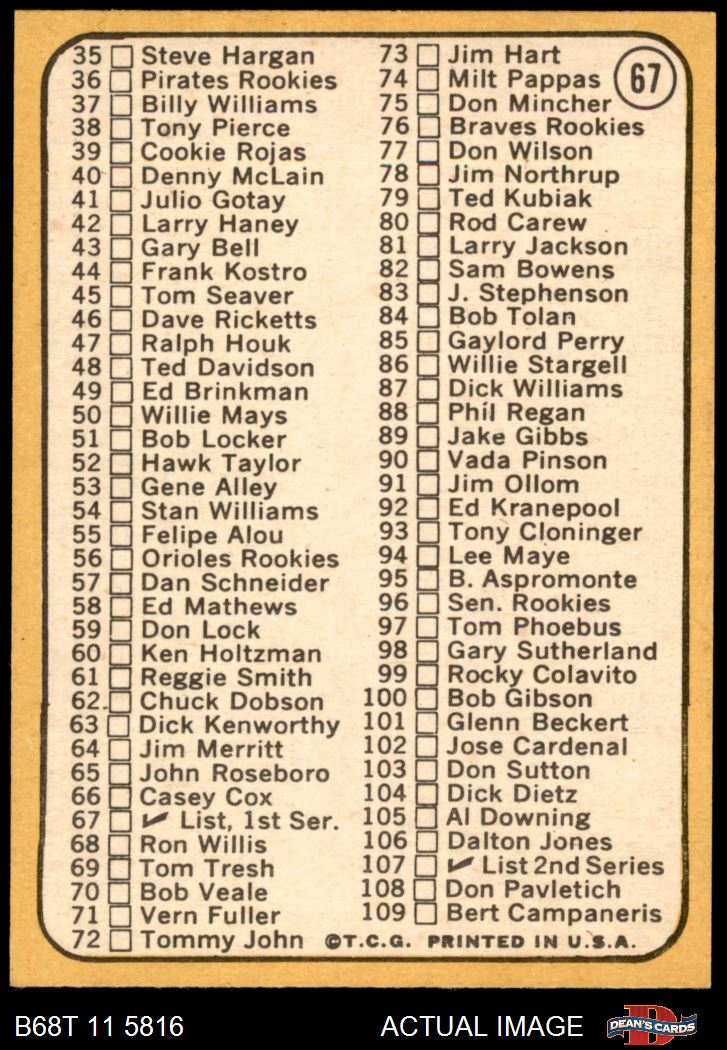 35 Steve Hargan
36 Pirates Rookies
37 Billy Williams
38 Tony Pierce
39 Cookie Rojas
40 Denny McLain
41 Julio Gotay
42 Larry Haney
43 Gary Bell
44 Frank Kostro
45 Tom Seaver
46 Dave Ricketts
47 Ralph Houk
48 Ted Davidson
49 Ed Brinkman
50 Willie Mays
51 Bob Locker
52 Hawk Taylor
53 Gene Alley
54 Stan Williams
55 Felipe Alou
56 Orioles Rookies
57 Dan Schneider
58 Ed Mathews
59 Don Lock
60 Ken Holtzman
61 Reggie Smith
62 Chuck Dobson
63 Dick Kenworthy
64 Jim Merritt
65 John Roseboro
66 Casey Cox
67 ✓ List, 1st Ser.
68 Ron Willis
69 Tom Tresh
70 Bob Veale
71 Vern Fuller
72 Tommy John
73 Jim Hart
74 Milt Pappas
75 Don Mincher
76 Braves Rookies
77 Don Wilson
78 Jim Northrup
79 Ted Kubiak
80 Rod Carew
81 Larry Jackson
82 Sam Bowens
83 J. Stephenson
84 Bob Tolan
85 Gaylord Perry
86 Willie Stargell
87 Dick Williams
88 Phil Regan
89 Jake Gibbs
90 Vada Pinson
91 Jim Ollom
92 Ed Kranepool
93 Tony Cloninger
94 Lee Maye
95 B. Aspromonte
96 Sen. Rookies
97 Tom Phoebus
98 Gary Sutherland
99 Rocky Colavito
100 Bob Gibson
101 Glenn Beckert
102 Jose Cardenal
103 Don Sutton
104 Dick Dietz
105 Al Downing
106 Dalton Jones
107 ✓ List 2nd Series
108 Don Pavletich
109 Bert Campaneris
67
©T.C.G. PRINTED IN U.S.A.
B68T 11 5816
ACTUAL IMAGE
D
DEAN'S CARDS